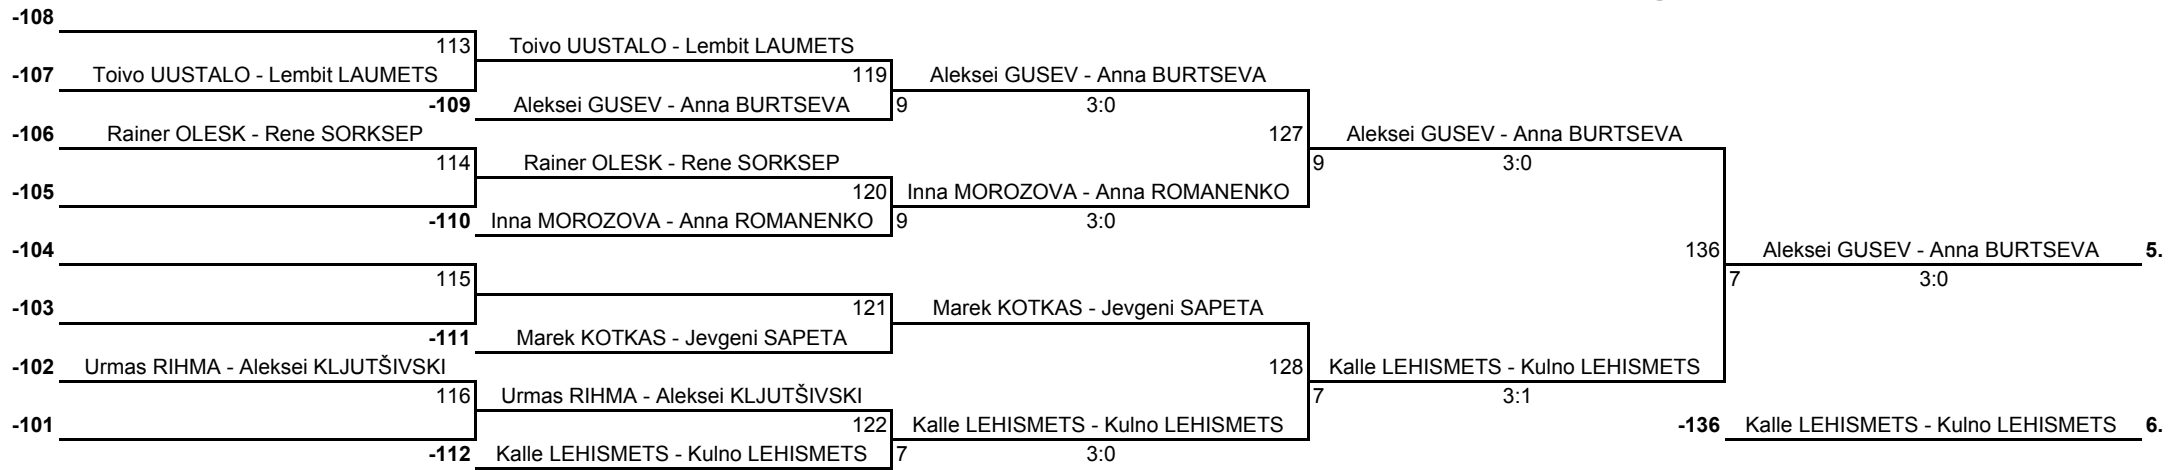 -108
113 Toivo UUSTALO - Lembit LAUMETS
-107 Toivo UUSTALO - Lembit LAUMETS 119 Aleksei GUSEV - Anna BURTSEVA
-109 Aleksei GUSEV - Anna BURTSEVA 9 3:0
-106 Rainer OLESK - Rene SORKSEP 127 Aleksei GUSEV - Anna BURTSEVA
114 Rainer OLESK - Rene SORKSEP 9 3:0
-105 120 Inna MOROZOVA - Anna ROMANENKO
-110 Inna MOROZOVA - Anna ROMANENKO 9 3:0
-104 136 Aleksei GUSEV - Anna BURTSEVA 5.
115 7 3:0
-103 121 Marek KOTKAS - Jevgeni SAPETA
-111 Marek KOTKAS - Jevgeni SAPETA
-102 Urmas RIHMA - Aleksei KLJUTŠIVSKI 128 Kalle LEHISMETS - Kulno LEHISMETS
116 Urmas RIHMA - Aleksei KLJUTŠIVSKI 7 3:1
-101 122 Kalle LEHISMETS - Kulno LEHISMETS -136 Kalle LEHISMETS - Kulno LEHISMETS 6.
-112 Kalle LEHISMETS - Kulno LEHISMETS 7 3:0